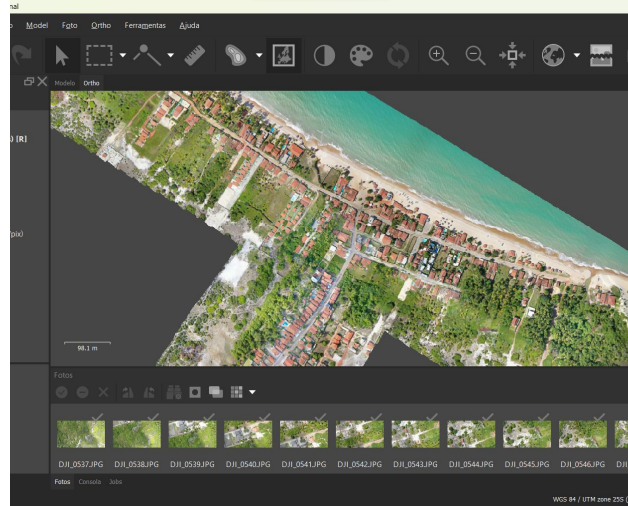 nal
o Model Foto Ortho Ferramentas Ajuda
Modelo Ortho
) [R]
pix)
98.1 m
Fotos
DJI_0537.JPG DJI_0538.JPG DJI_0539.JPG DJI_0540.JPG DJI_0541.JPG DJI_0542.JPG DJI_0543.JPG DJI_0544.JPG DJI_0545.JPG DJI_0546.JPG DJI_
Fotos Consola Jobs
WGS 84 / UTM zone 25S (